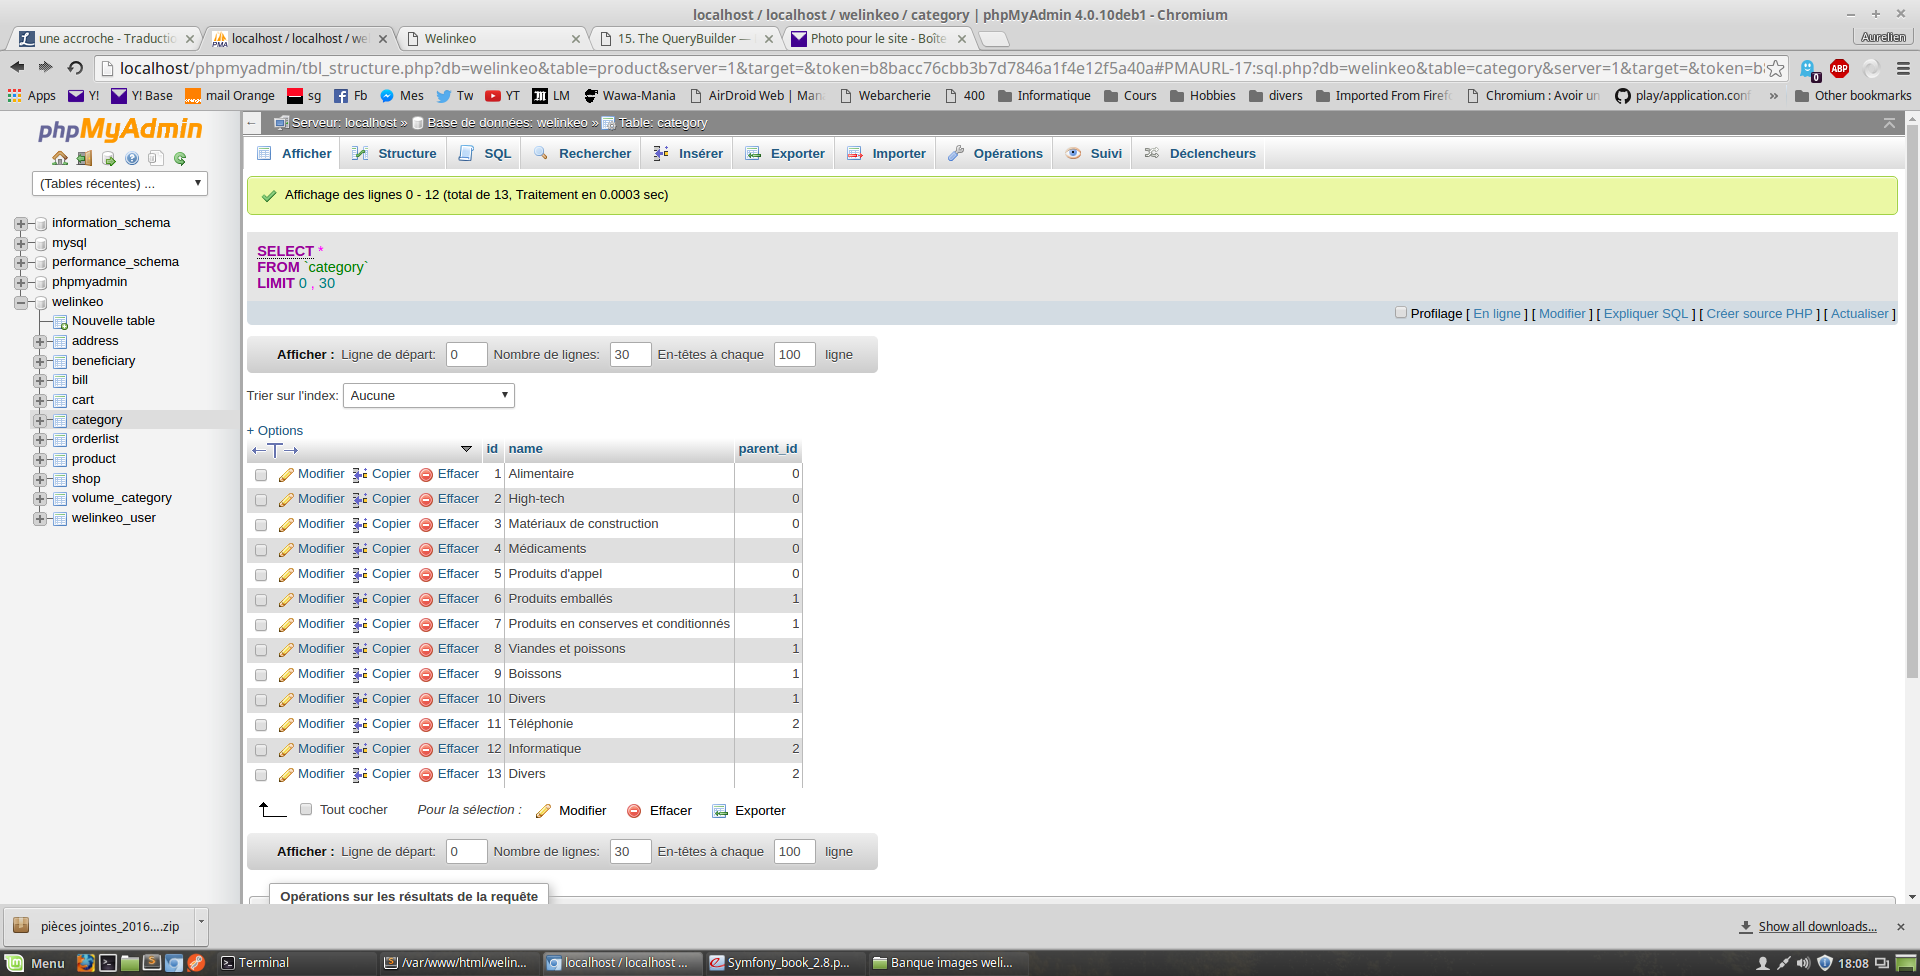 localhost / localhost / welinkeo / category | phpMyAdmin 4.0.10deb1 - Chromium
une accroche - Traductio
localhost / localhost / we
Welinkeo
15. The QueryBuilder —
Photo pour le site - Boîte
Aurelien
localhost/phpmyadmin/tbl_structure.php?db=welinkeo&table=product&server=1&target=&token=b8bacc76cbb3b7d7846a1f4e12f5a40a#PMAURL-17:sql.php?db=welinkeo&table=category&server=1&target=&token=b
0
ABP
Apps
Y!
Y! Base
mail Orange
sg
Fb
Mes
Tw
YT
LM
Wawa-Mania
AirDroid Web | Man
Webarcherie
400
Informatique
Cours
Hobbies
divers
Imported From Firef
Chromium : Avoir un
play/application.conf
»
Other bookmarks
phpMyAdmin
(Tables récentes) ...
information_schema
mysql
performance_schema
phpmyadmin
welinkeo
Nouvelle table
address
beneficiary
bill
cart
category
orderlist
product
shop
volume_category
welinkeo_user
Serveur: localhost » Base de données: welinkeo » Table: category
Afficher
Structure
SQL
Rechercher
Insérer
Exporter
Importer
Opérations
Suivi
Déclencheurs
Affichage des lignes 0 - 12 (total de 13, Traitement en 0.0003 sec)
SELECT *
FROM `category`
LIMIT 0 , 30
Profilage [ En ligne ] [ Modifier ] [ Expliquer SQL ] [ Créer source PHP ] [ Actualiser ]
Afficher : Ligne de départ: 0 Nombre de lignes: 30 En-têtes à chaque 100 ligne
Trier sur l'index: Aucune
+ Options
id name parent_id
Modifier Copier Effacer 1 Alimentaire 0
Modifier Copier Effacer 2 High-tech 0
Modifier Copier Effacer 3 Matériaux de construction 0
Modifier Copier Effacer 4 Médicaments 0
Modifier Copier Effacer 5 Produits d'appel 0
Modifier Copier Effacer 6 Produits emballés 1
Modifier Copier Effacer 7 Produits en conserves et conditionnés 1
Modifier Copier Effacer 8 Viandes et poissons 1
Modifier Copier Effacer 9 Boissons 1
Modifier Copier Effacer 10 Divers 1
Modifier Copier Effacer 11 Téléphonie 2
Modifier Copier Effacer 12 Informatique 2
Modifier Copier Effacer 13 Divers 2
Tout cocher Pour la sélection : Modifier Effacer Exporter
Afficher : Ligne de départ: 0 Nombre de lignes: 30 En-têtes à chaque 100 ligne
Opérations sur les résultats de la requête
pièces jointes_2016....zip
Show all downloads...
Menu
Terminal
/var/www/html/welin...
localhost / localhost ...
Symfony_book_2.8.p...
Banque images weli...
18:08